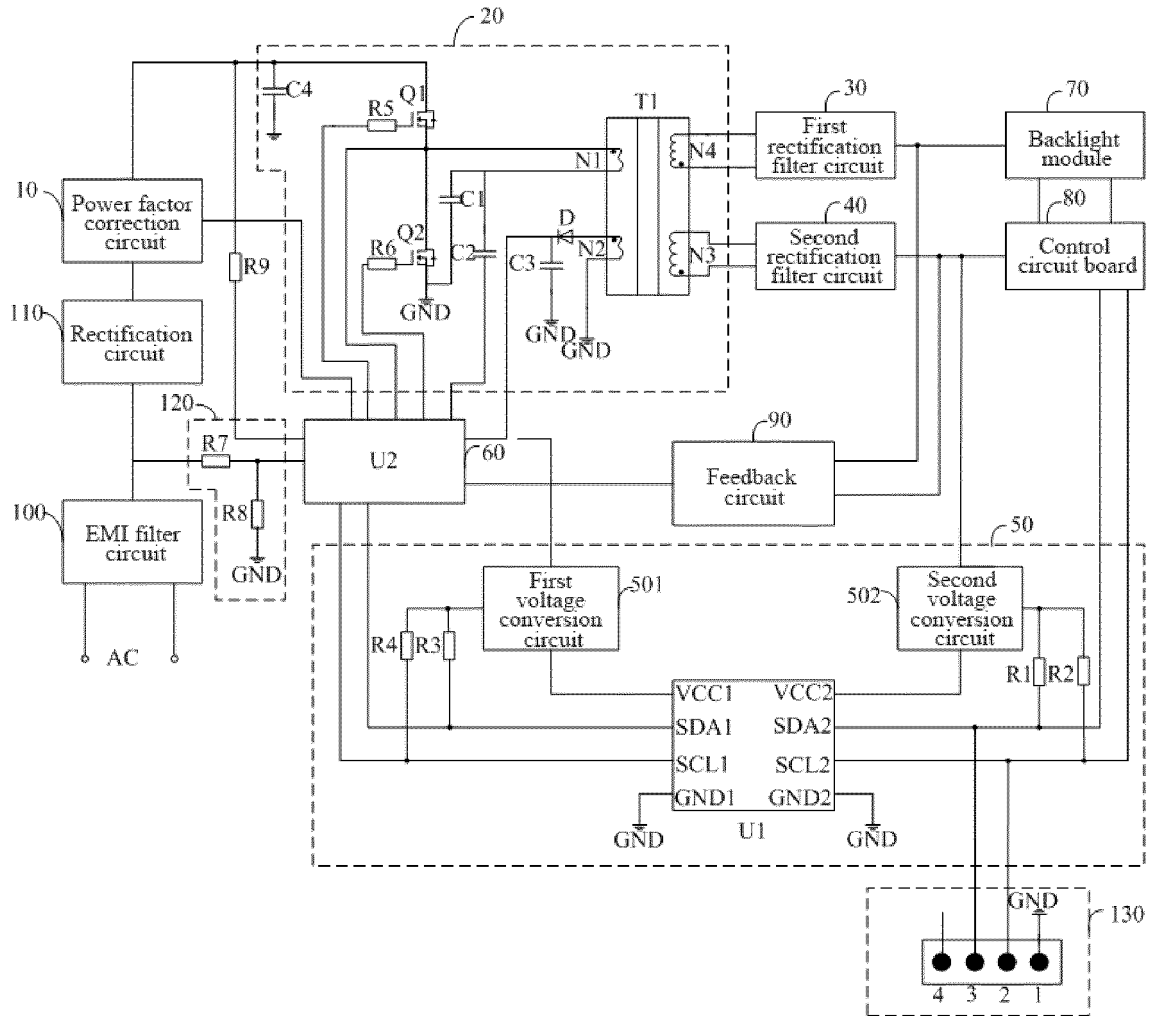 20
C4
R5
Q1
T1
30
70
First
rectification
filter circuit
Backlight
module
N1
N4
10
Power factor
correction
circuit
C1
40
80
Q2
R6
C2
D
N2
N3
C3
Second
rectification
filter circuit
Control
circuit board
R9
GND
GND
GND
110
Rectification
circuit
120
R7
U2
60
90
Feedback
circuit
100
EMI filter
circuit
R8
GND
50
First
voltage
conversion
circuit
501
502
Second
voltage
conversion
circuit
R4
R3
R1
R2
AC
VCC1
VCC2
SDA1
SDA2
SCL1
SCL2
GND1
GND2
GND
U1
GND
GND
130
4
3
2
1